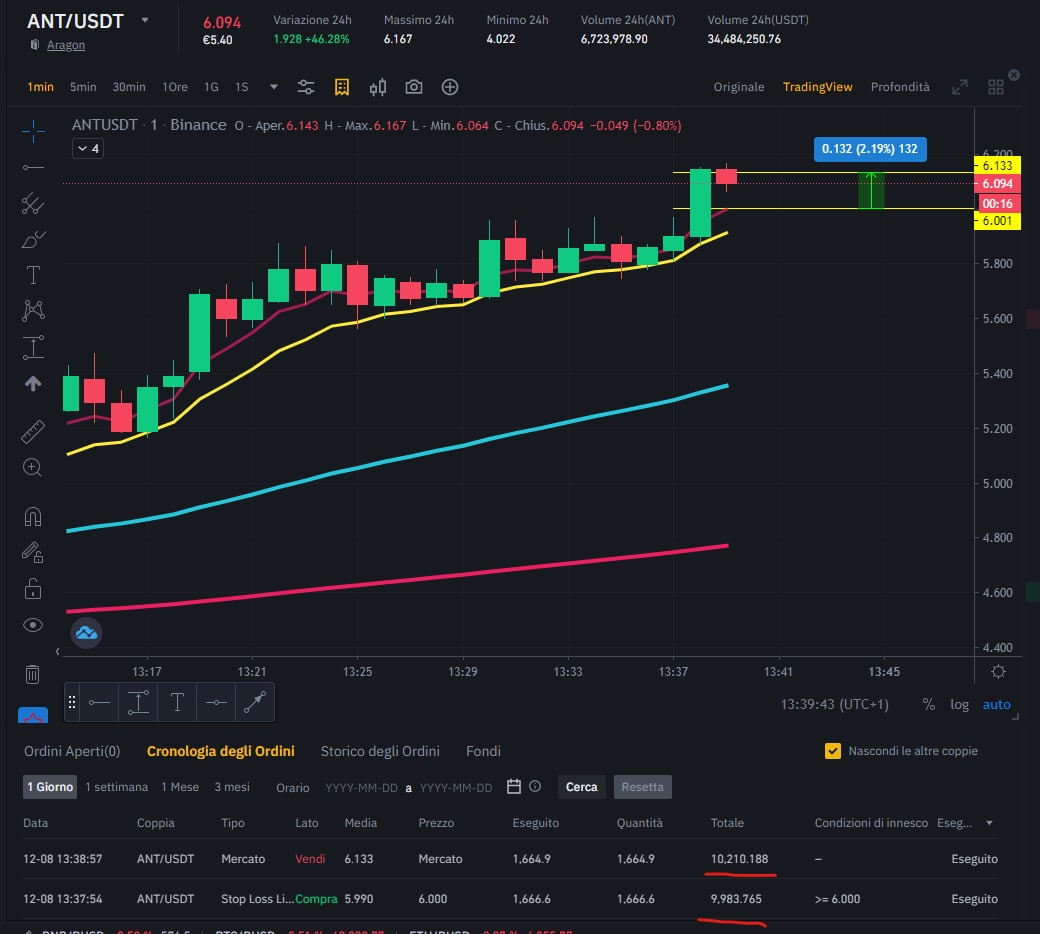 ANT/USDT
Aragon
6.094
€5.40
Variazione 24h
1.928 +46.28%
Massimo 24h
6.167
Minimo 24h
4.022
Volume 24h(ANT)
6,723,978.90
Volume 24h(USDT)
34,484,250.76
1min 5min 30min 1Ore 1G 1S Originale TradingView Profondità
ANTUSDT · 1 · Binance O - Aper.6.143 H - Max.6.167 L - Min.6.064 C - Chius.6.094 −0.049 (−0.80%)
4
0.132 (2.19%) 132
6.200
6.133
6.094
00:16
6.001
5.800
5.600
5.400
5.200
5.000
4.800
4.600
4.400
T
13:17 13:21 13:25 13:29 13:33 13:37 13:41 13:45
T
13:39:43 (UTC+1) % log auto
Ordini Aperti(0) Cronologia degli Ordini Storico degli Ordini Fondi Nascondi le altre coppie
1 Giorno 1 settimana 1 Mese 3 mesi Orario YYYY-MM-DD a YYYY-MM-DD Cerca Resetta
Data Coppia Tipo Lato Media Prezzo Eseguito Quantità Totale Condizioni di innesco Eseg...
12-08 13:38:57 ANT/USDT Mercato Vendi 6.133 Mercato 1,664.9 1,664.9 10,210.188 – Eseguito
12-08 13:37:54 ANT/USDT Stop Loss Li... Compra 5.990 6.000 1,666.6 1,666.6 9,983.765 >= 6.000 Eseguito